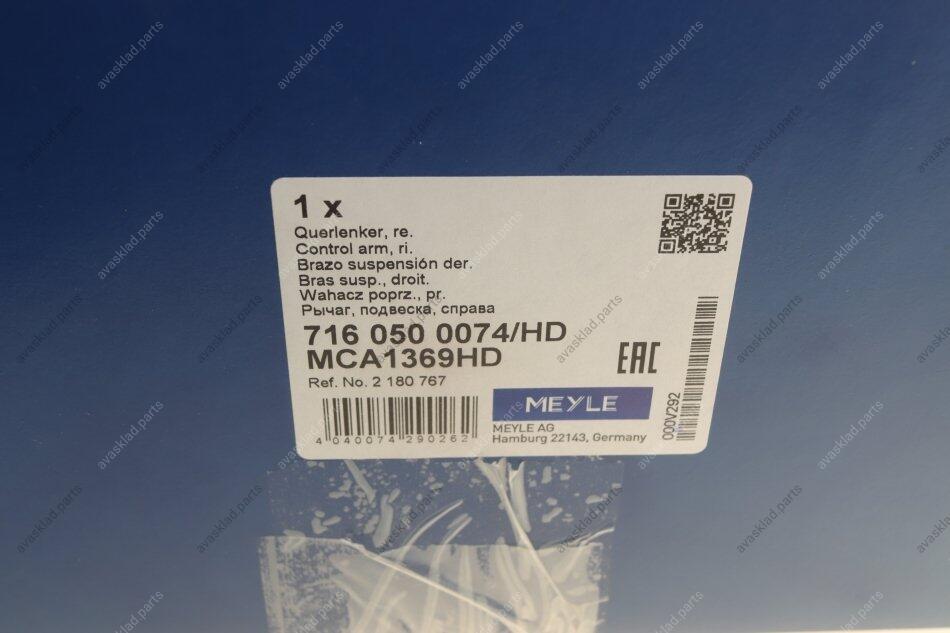 1 x
Querlenker, re.
Control arm, ri.
Brazo suspensión der.
Bras susp., droit.
Wahacz poprz., pr.
Рычаг, подвеска, справа
716 050 0074/HD
MCA1369HD
Ref. No. 2 180 767
EAC
MEYLE
MEYLE AG
Hamburg 22143, Germany
4 040074 290262
000V292
avasklad.parts